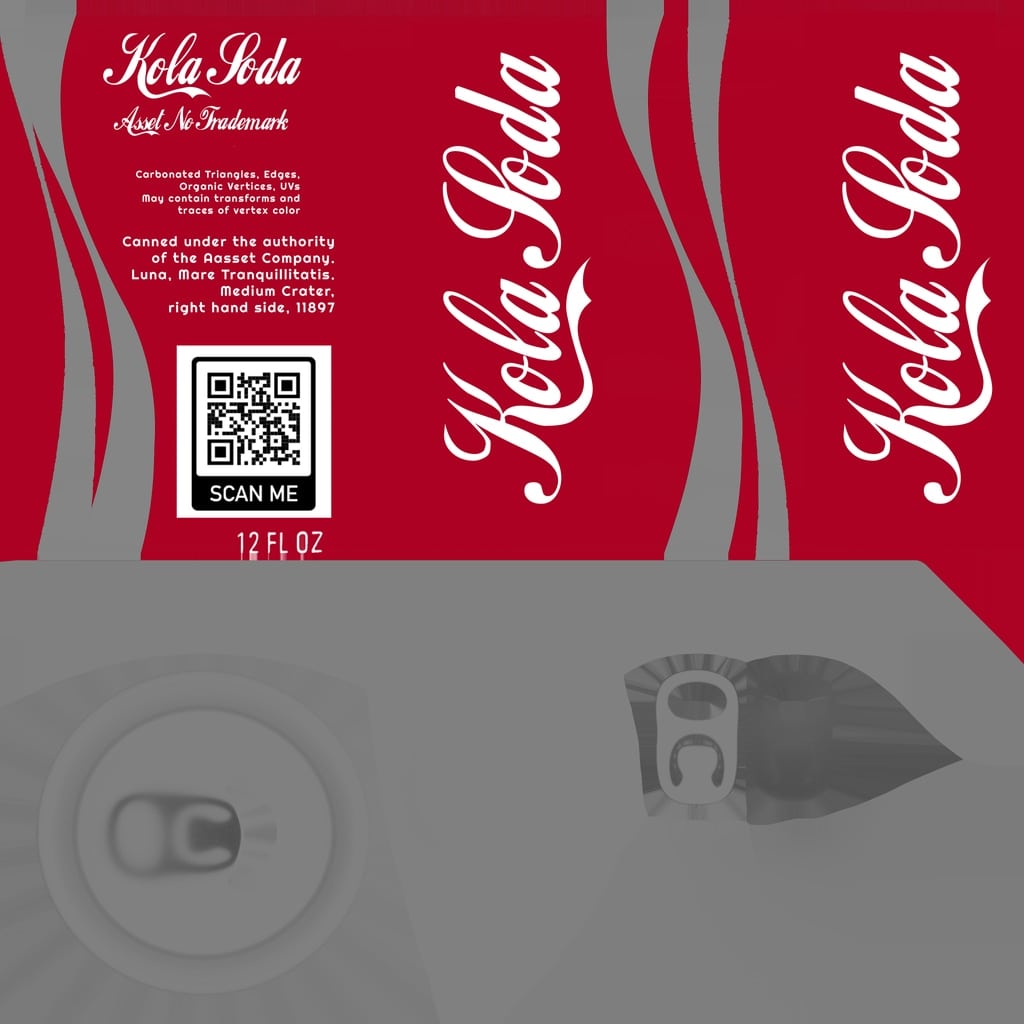 Kola Soda
Asset No Trademark
Carbonated Triangles, Edges,
Organic Vertices, UVs
May contain transforms and
traces of vertex color
Canned under the authority
of the Aasset Company.
Luna, Mare Tranquillitatis.
Medium Crater,
right hand side, 11897
SCAN ME
12 FL OZ
Kola Soda
Kola Soda